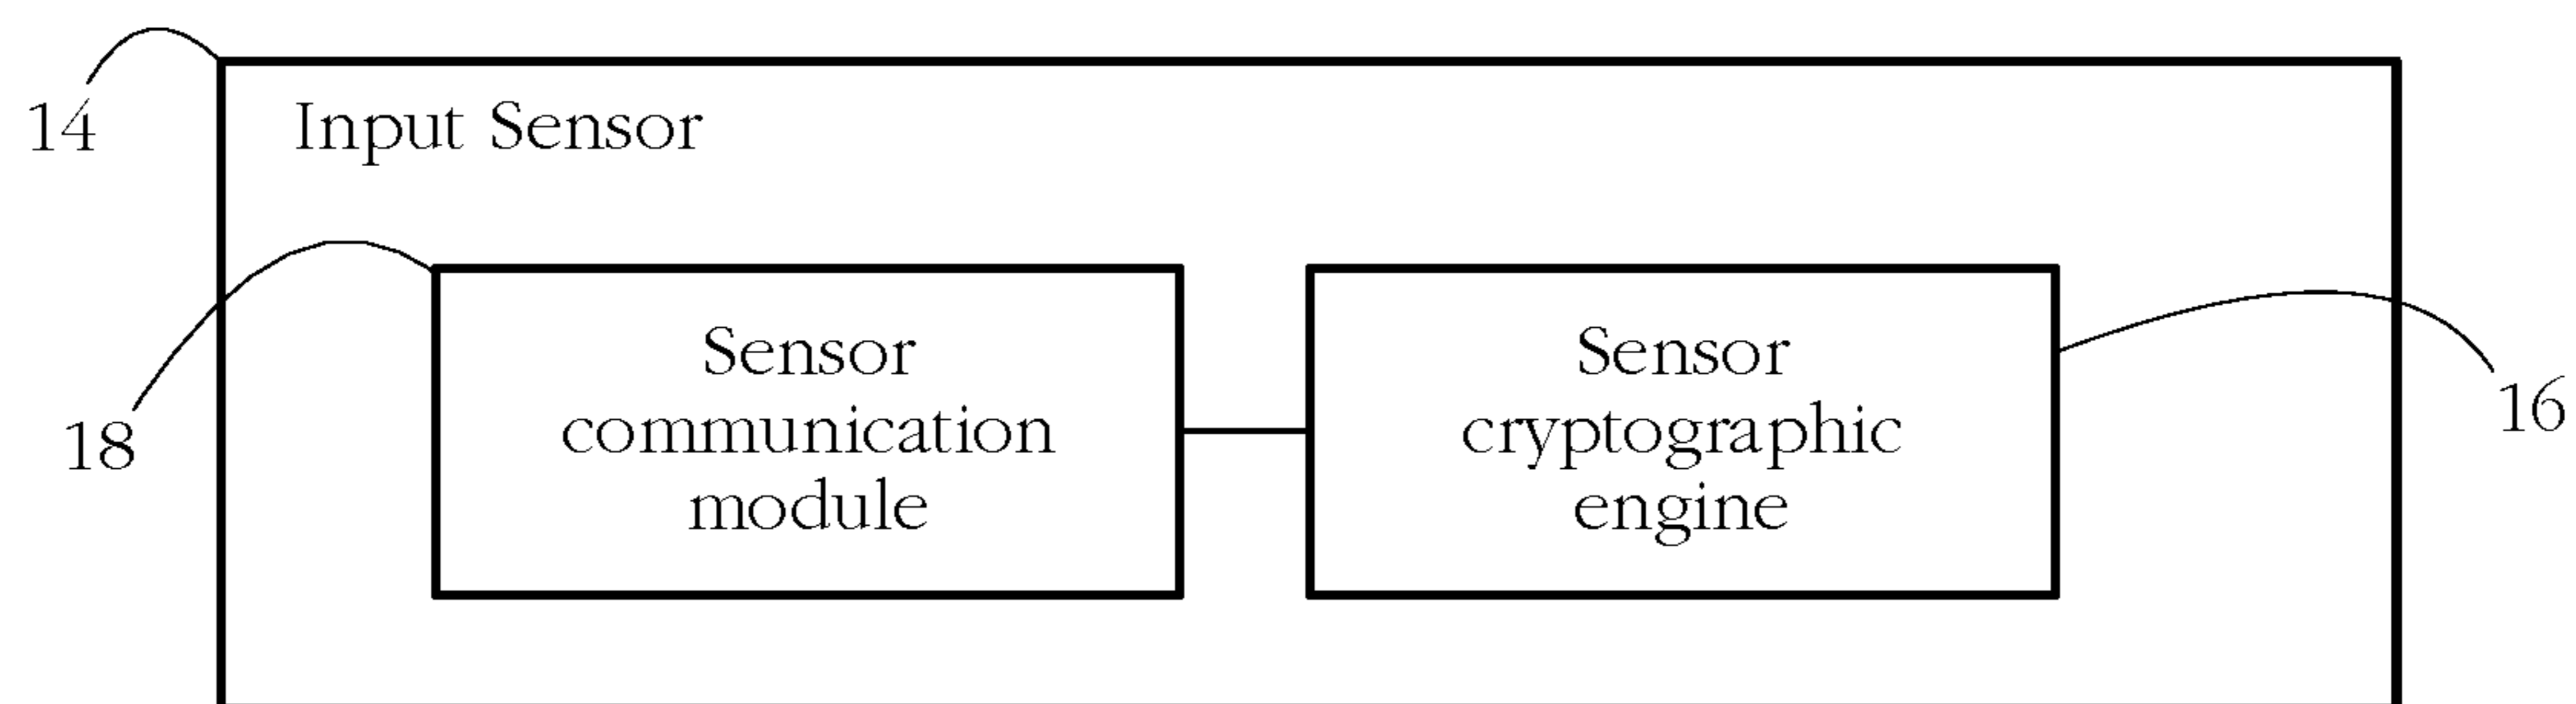 14
Input Sensor
18
Sensor
communication
module
Sensor
cryptographic
engine
16